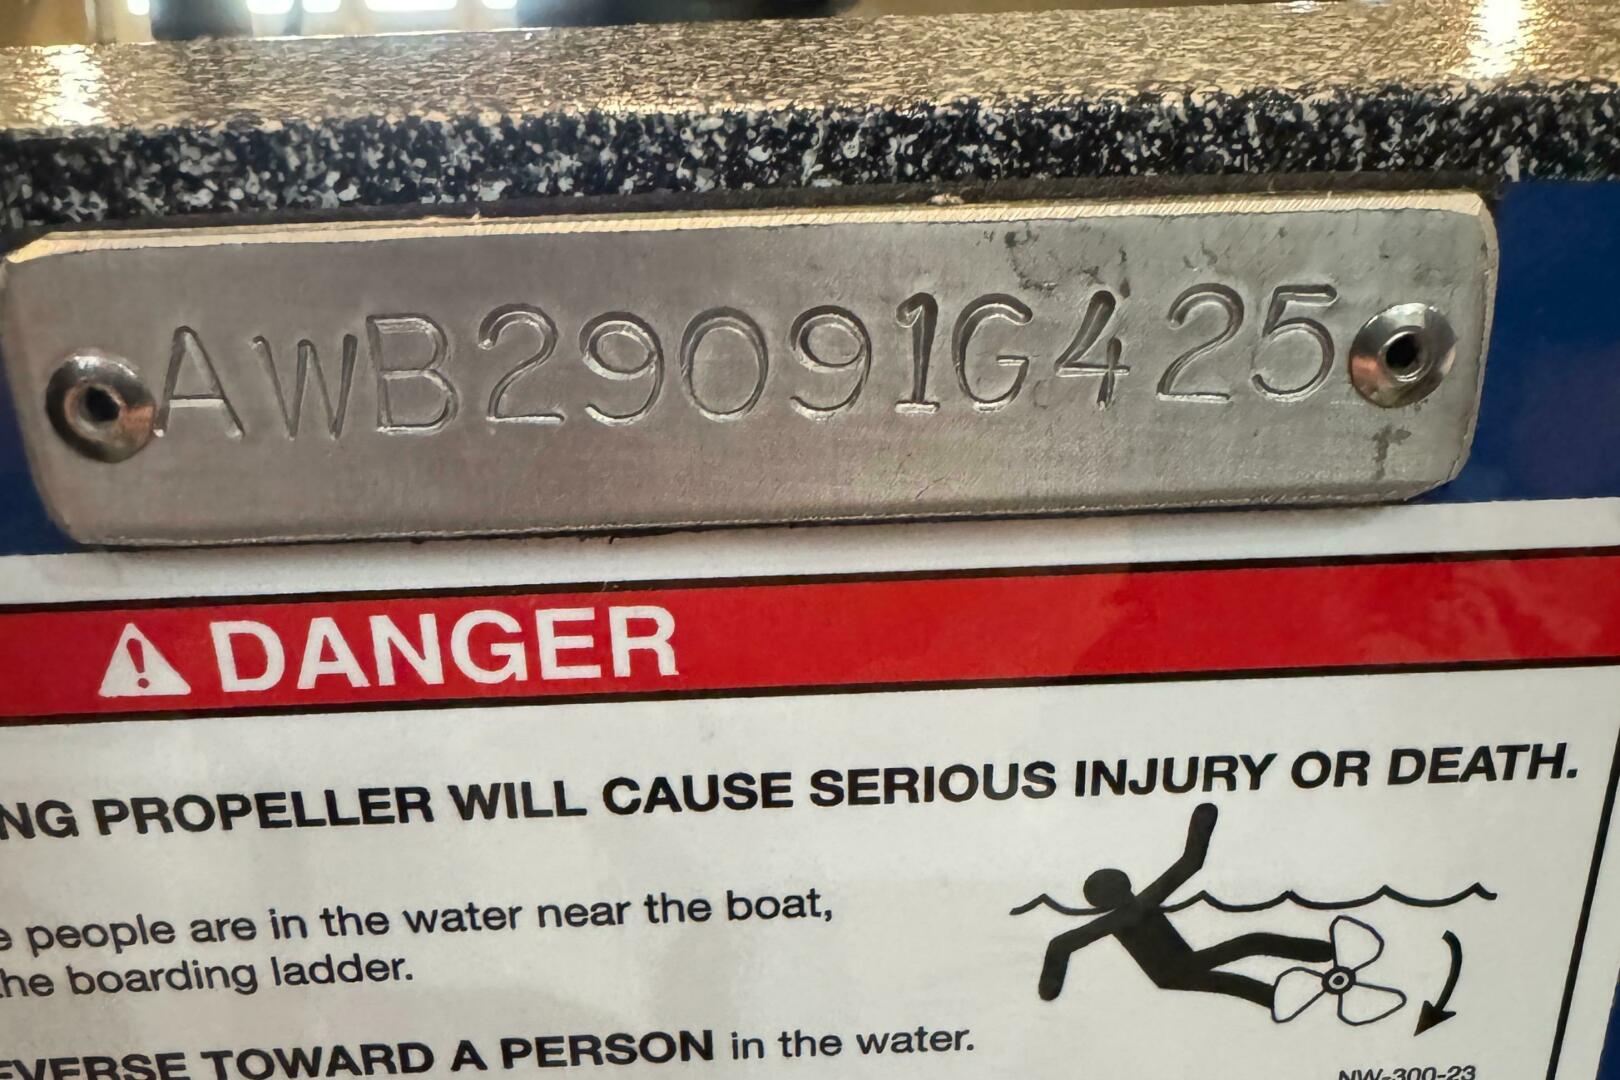 AWB29091G425
DANGER
NG PROPELLER WILL CAUSE SERIOUS INJURY OR DEATH.
people are in the water near the boat,
he boarding ladder.
EVERSE TOWARD A PERSON in the water.
NW-300-23